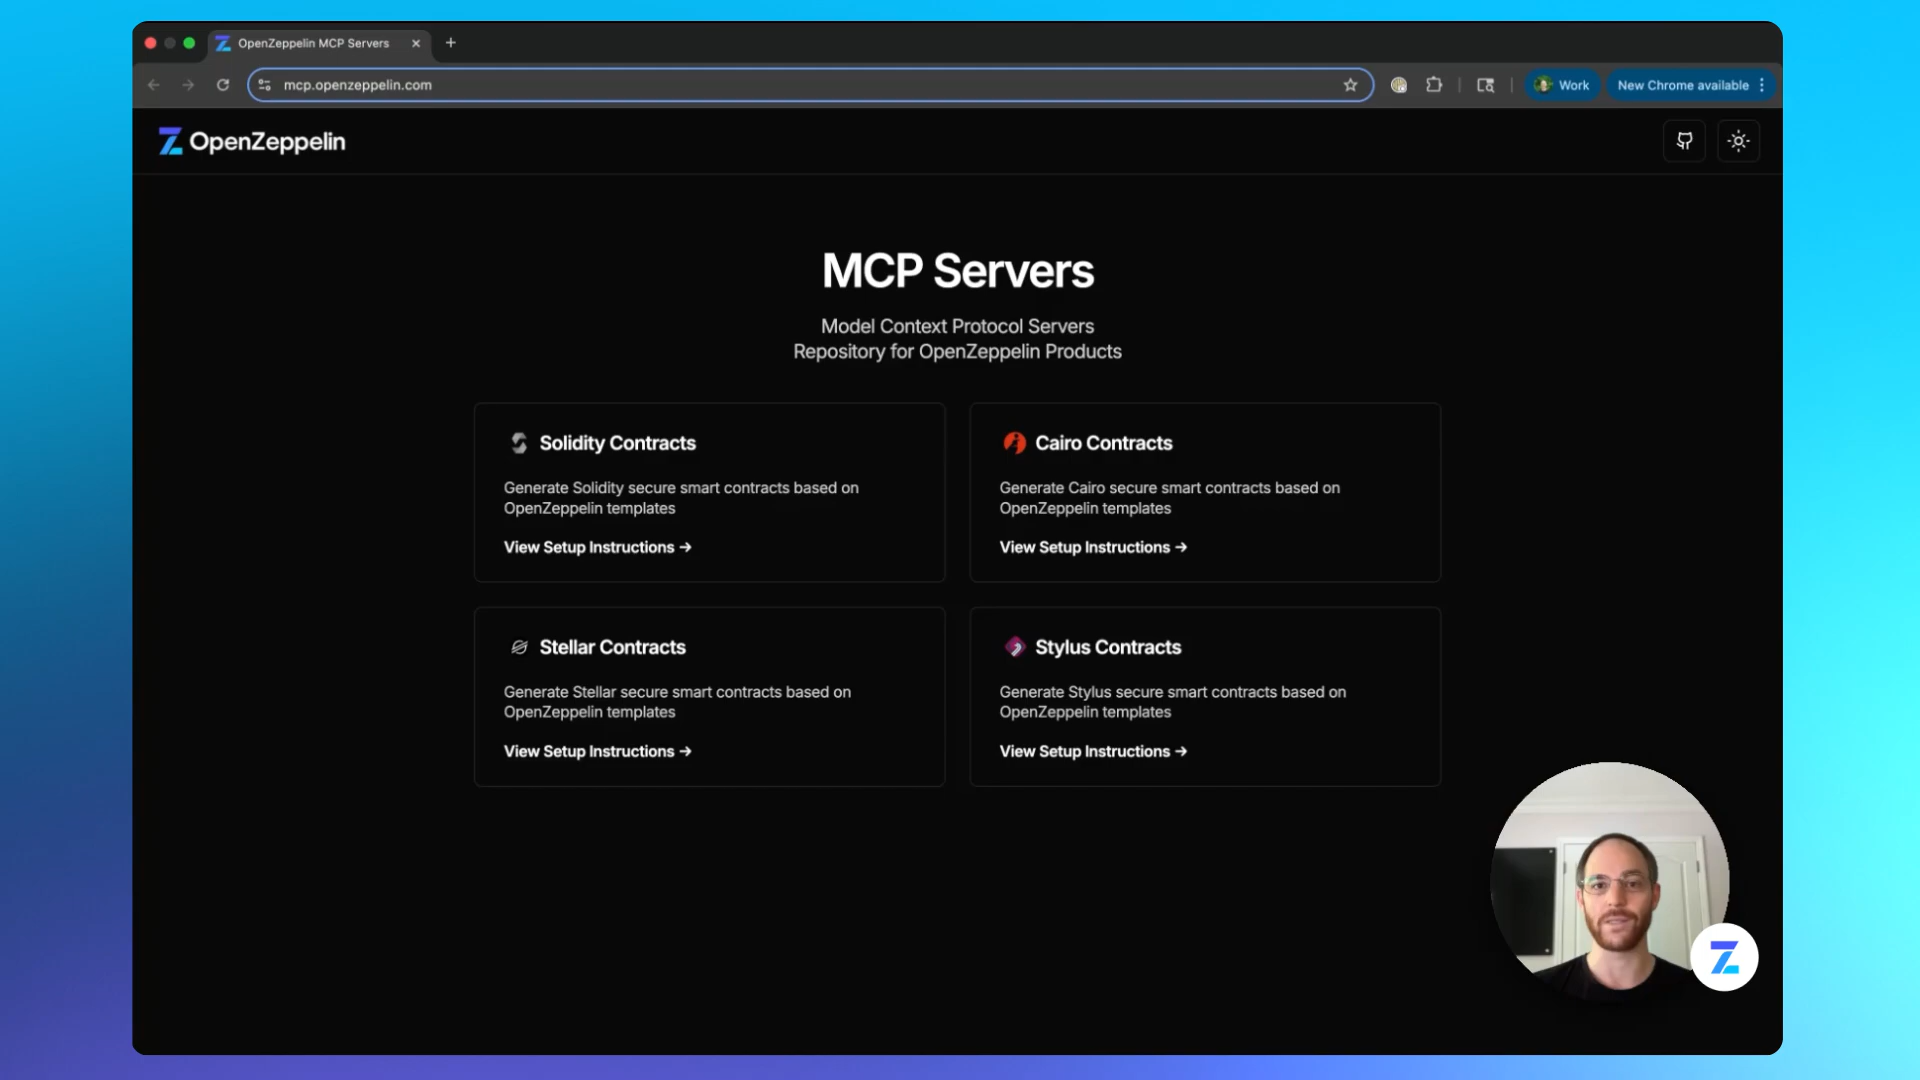 OpenZeppelin MCP Servers
mcp.openzeppelin.com
Work
New Chrome available
OpenZeppelin
MCP Servers
Model Context Protocol Servers
Repository for OpenZeppelin Products
Solidity Contracts
Generate Solidity secure smart contracts based on
OpenZeppelin templates
View Setup Instructions →
Cairo Contracts
Generate Cairo secure smart contracts based on
OpenZeppelin templates
View Setup Instructions →
Stellar Contracts
Generate Stellar secure smart contracts based on
OpenZeppelin templates
View Setup Instructions →
Stylus Contracts
Generate Stylus secure smart contracts based on
OpenZeppelin templates
View Setup Instructions →